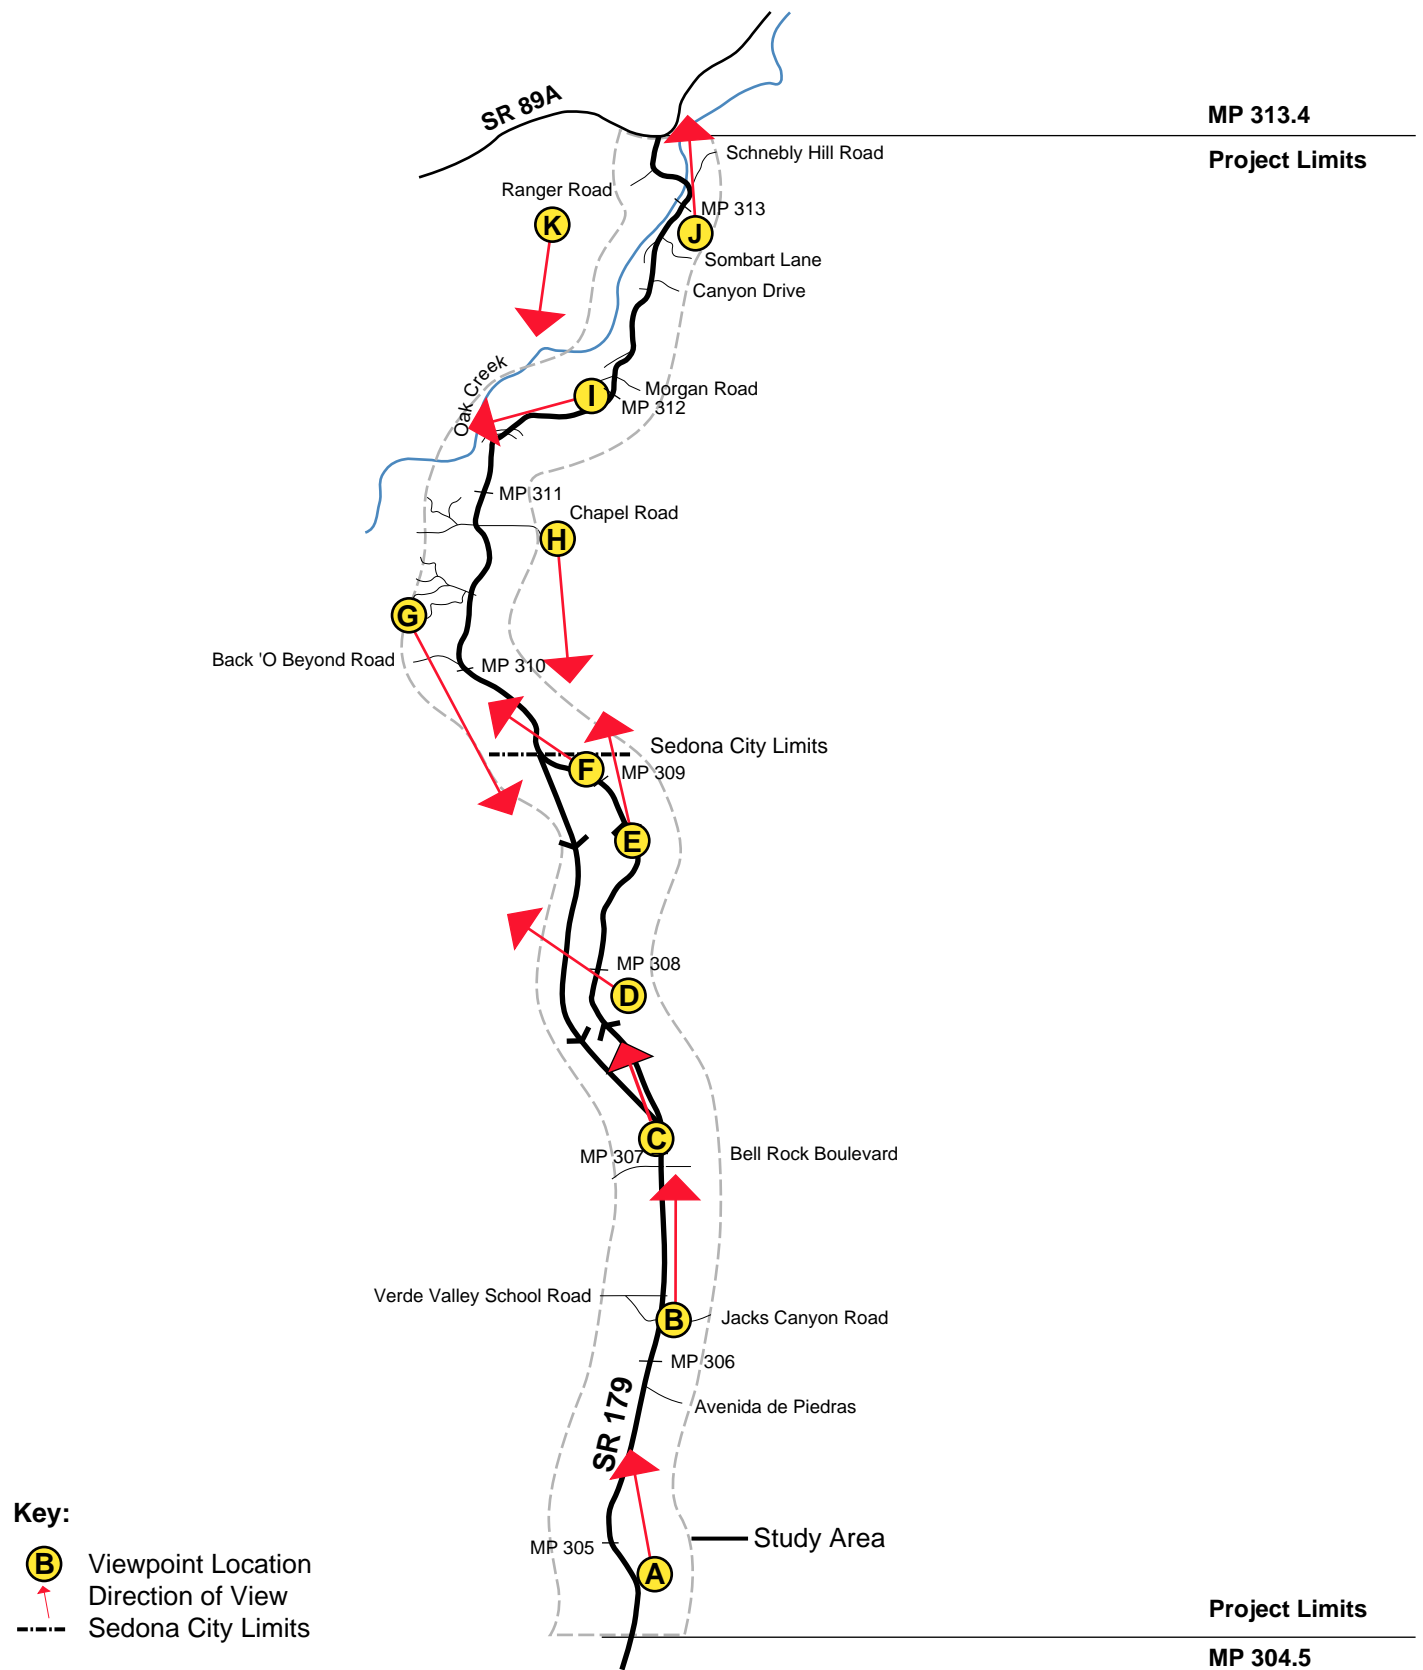 SR 89A
MP 313.4
Project Limits
Schnebly Hill Road
Ranger Road
MP 313
K
J
Sombart Lane
Canyon Drive
Oak Creek
Morgan Road
I
MP 312
MP 311
Chapel Road
H
G
Back 'O Beyond Road
MP 310
Sedona City Limits
F
MP 309
E
MP 308
D
C
MP 307
Bell Rock Boulevard
Verde Valley School Road
B
Jacks Canyon Road
MP 306
SR 179
Avenida de Piedras
Key:
Study Area
MP 305
A
B
Viewpoint Location
Direction of View
Sedona City Limits
Project Limits
MP 304.5